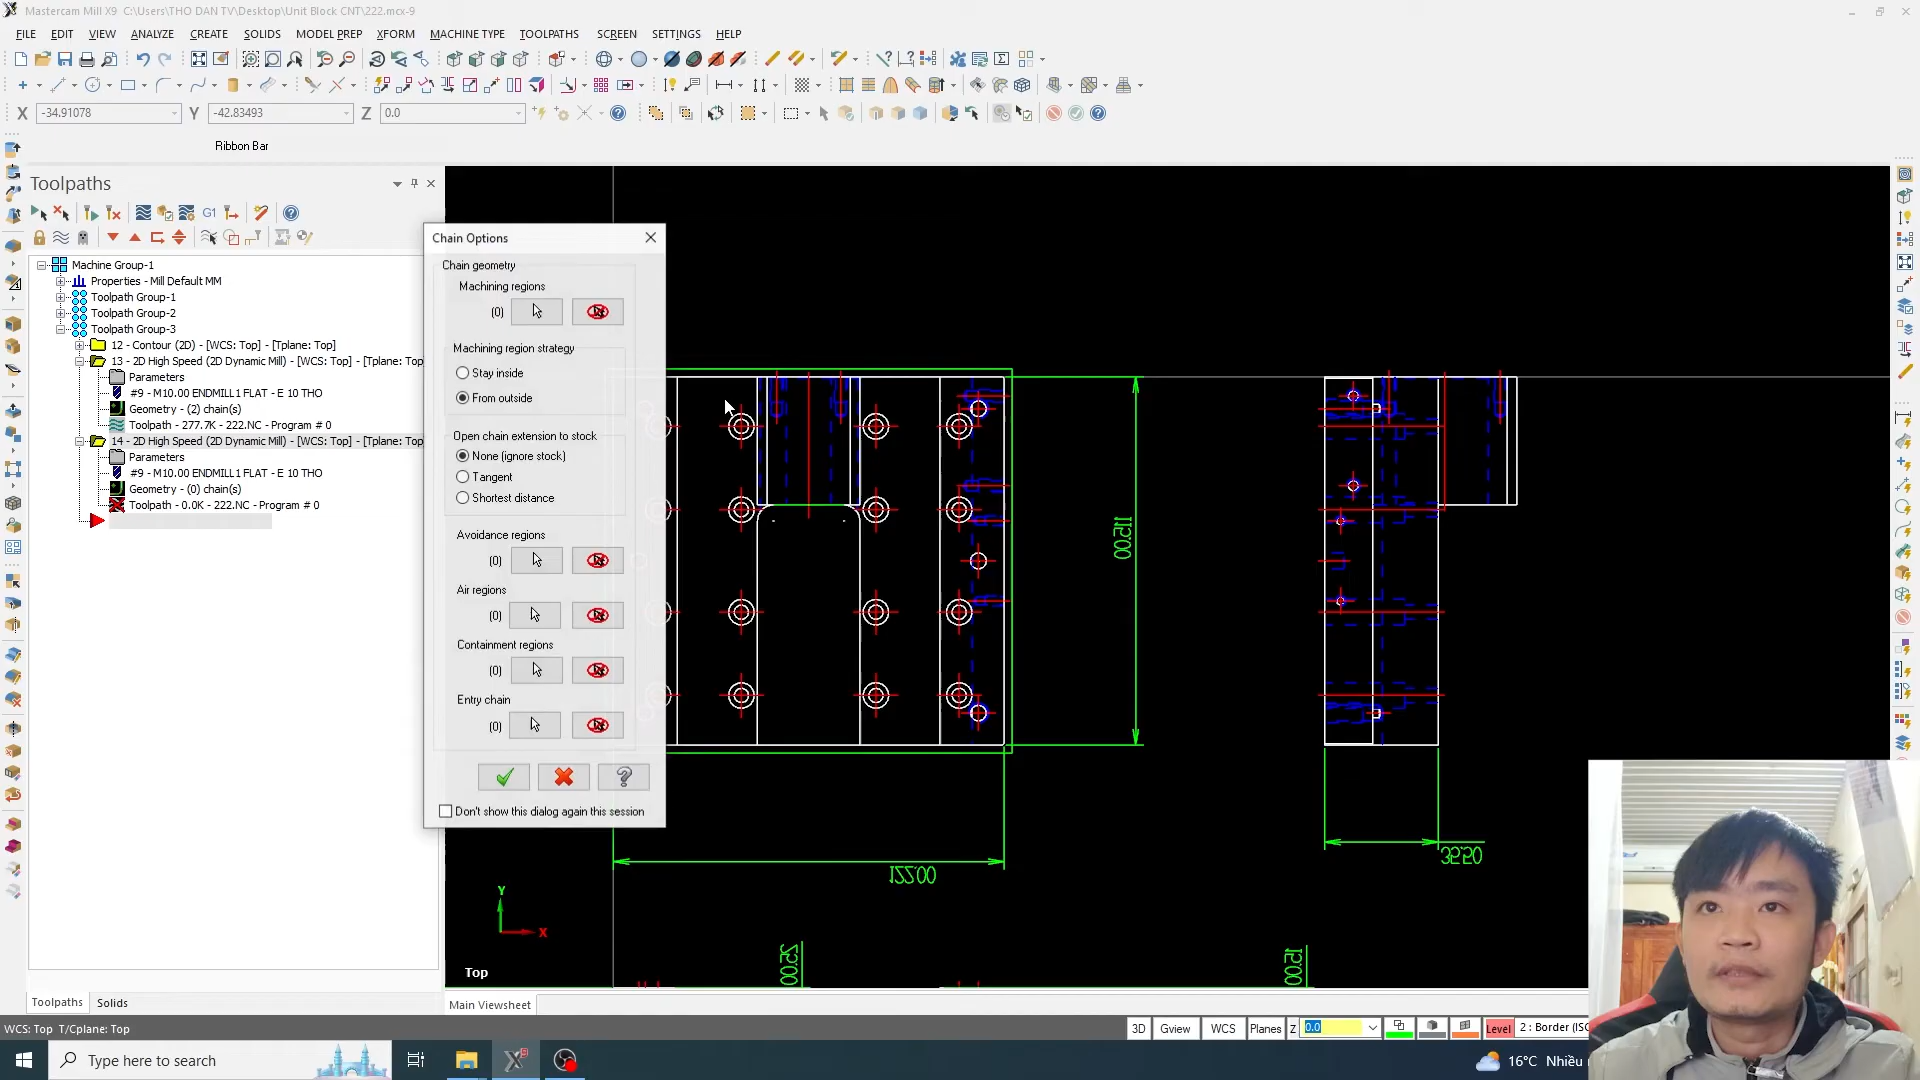 Mastercam Mill X9  C:\Users\THO DAN TV\Desktop\Unit Block CNT\222.mcx-9
FILE EDIT VIEW ANALYZE CREATE SOLIDS MODEL PREP XFORM MACHINE TYPE TOOLPATHS SCREEN SETTINGS HELP
X -34.91078 Y -42.83493 Z 0.0
Ribbon Bar
Toolpaths
G1
Machine Group-1
Properties - Mill Default MM
Toolpath Group-1
Toolpath Group-2
Toolpath Group-3
12 - Contour (2D) - [WCS: Top] - [Tplane: Top]
13 - 2D High Speed (2D Dynamic Mill) - [WCS: Top] - [Tplane: Top
Parameters
#9 - M10.00 ENDMILL1 FLAT - E 10 THO
Geometry - (2) chain(s)
Toolpath - 277.7K - 222.NC - Program # 0
14 - 2D High Speed (2D Dynamic Mill) - [WCS: Top] - [Tplane: Top
Parameters
#9 - M10.00 ENDMILL1 FLAT - E 10 THO
Geometry - (0) chain(s)
Toolpath - 0.0K - 222.NC - Program # 0
Chain Options
Chain geometry
Machining regions
(0)
Machining region strategy
Stay inside
From outside
Open chain extension to stock
None (ignore stock)
Tangent
Shortest distance
Avoidance regions
(0)
Air regions
(0)
Containment regions
(0)
Entry chain
(0)
Don't show this dialog again this session
115.00
122.00
35.50
25.00
15.00
Y
X
Top
Toolpaths Solids
Main Viewsheet
WCS: Top T/Cplane: Top
3D Gview WCS Planes Z 0.0 Level 2 : Border (ISO
Type here to search
16°C Nhiều